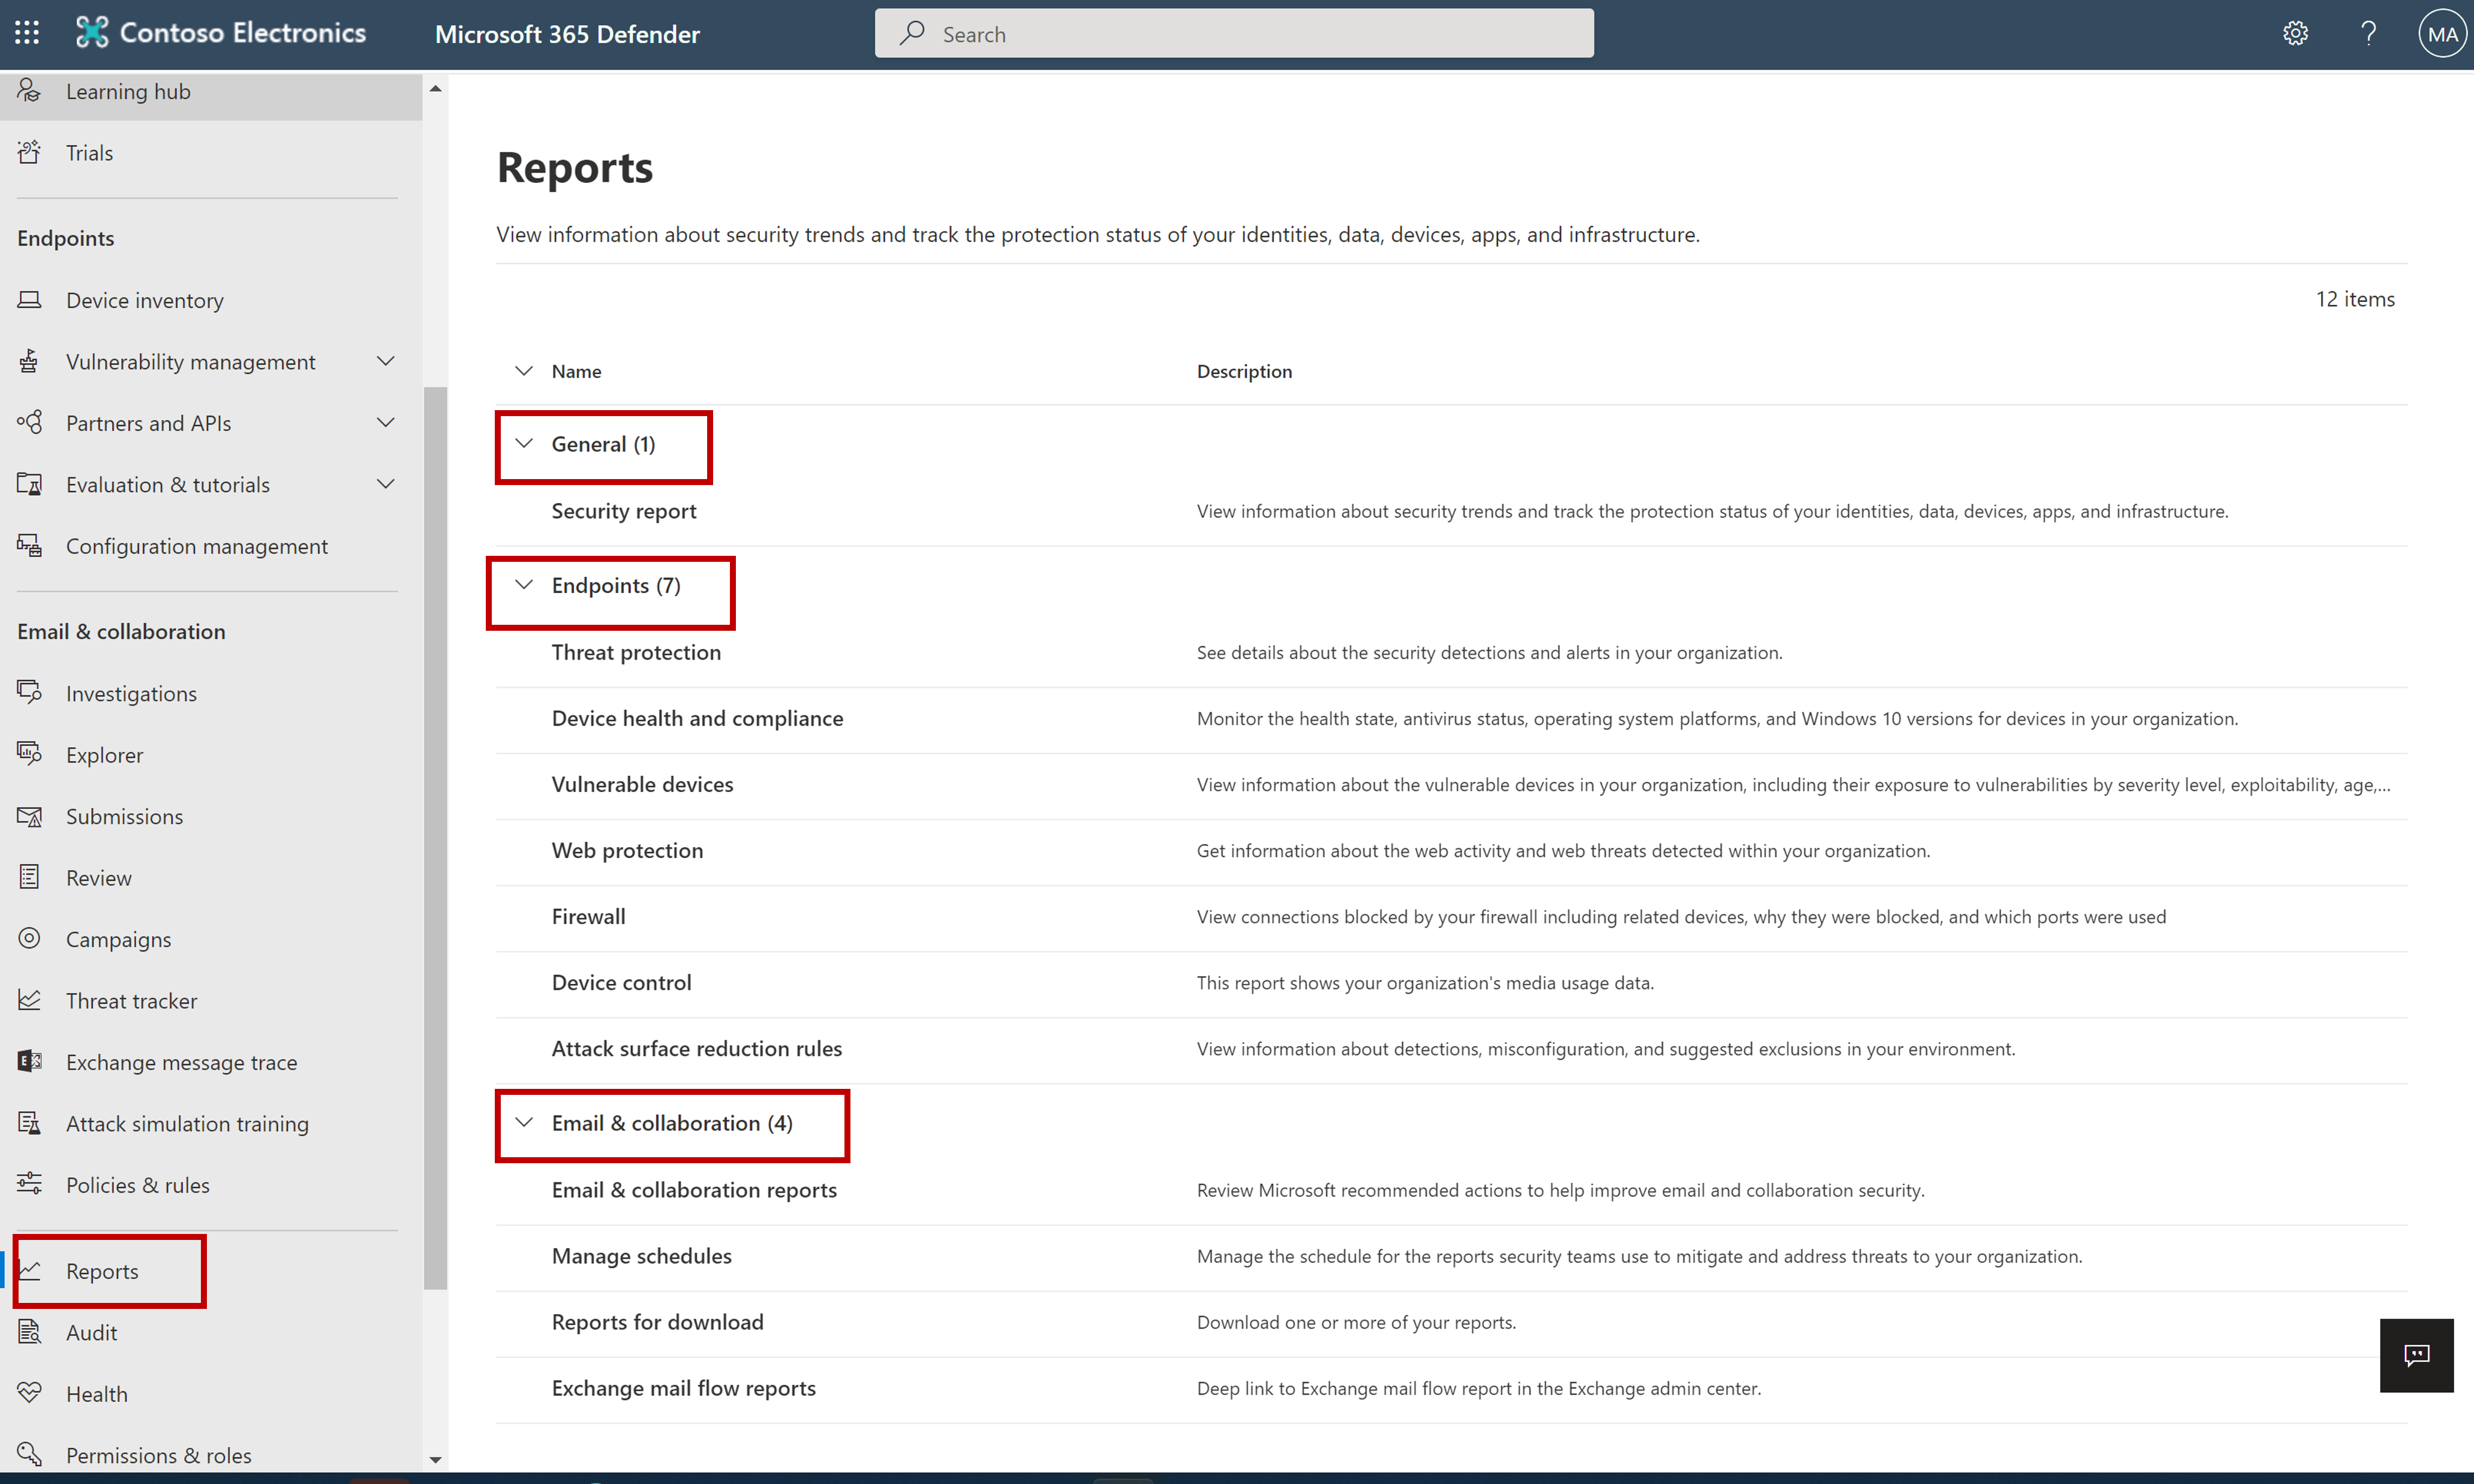 Contoso Electronics
Microsoft 365 Defender
Search
MA
Learning hub
Trials
Endpoints
Device inventory
Vulnerability management
Partners and APIs
Evaluation & tutorials
Configuration management
Email & collaboration
Investigations
Explorer
Submissions
Review
Campaigns
Threat tracker
Exchange message trace
Attack simulation training
Policies & rules
Reports
Audit
Health
Permissions & roles
Reports
View information about security trends and track the protection status of your identities, data, devices, apps, and infrastructure.
12 items
Name Description
General (1)
Security report View information about security trends and track the protection status of your identities, data, devices, apps, and infrastructure.
Endpoints (7)
Threat protection See details about the security detections and alerts in your organization.
Device health and compliance Monitor the health state, antivirus status, operating system platforms, and Windows 10 versions for devices in your organization.
Vulnerable devices View information about the vulnerable devices in your organization, including their exposure to vulnerabilities by severity level, exploitability, age,...
Web protection Get information about the web activity and web threats detected within your organization.
Firewall View connections blocked by your firewall including related devices, why they were blocked, and which ports were used
Device control This report shows your organization's media usage data.
Attack surface reduction rules View information about detections, misconfiguration, and suggested exclusions in your environment.
Email & collaboration (4)
Email & collaboration reports Review Microsoft recommended actions to help improve email and collaboration security.
Manage schedules Manage the schedule for the reports security teams use to mitigate and address threats to your organization.
Reports for download Download one or more of your reports.
Exchange mail flow reports Deep link to Exchange mail flow report in the Exchange admin center.